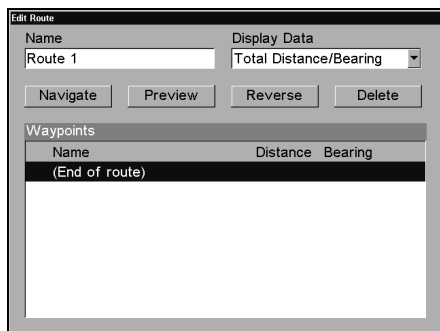 Edit Route
Name Display Data
Route 1 Total Distance/Bearing
Navigate Preview Reverse Delete
Waypoints
Name Distance Bearing
(End of route)